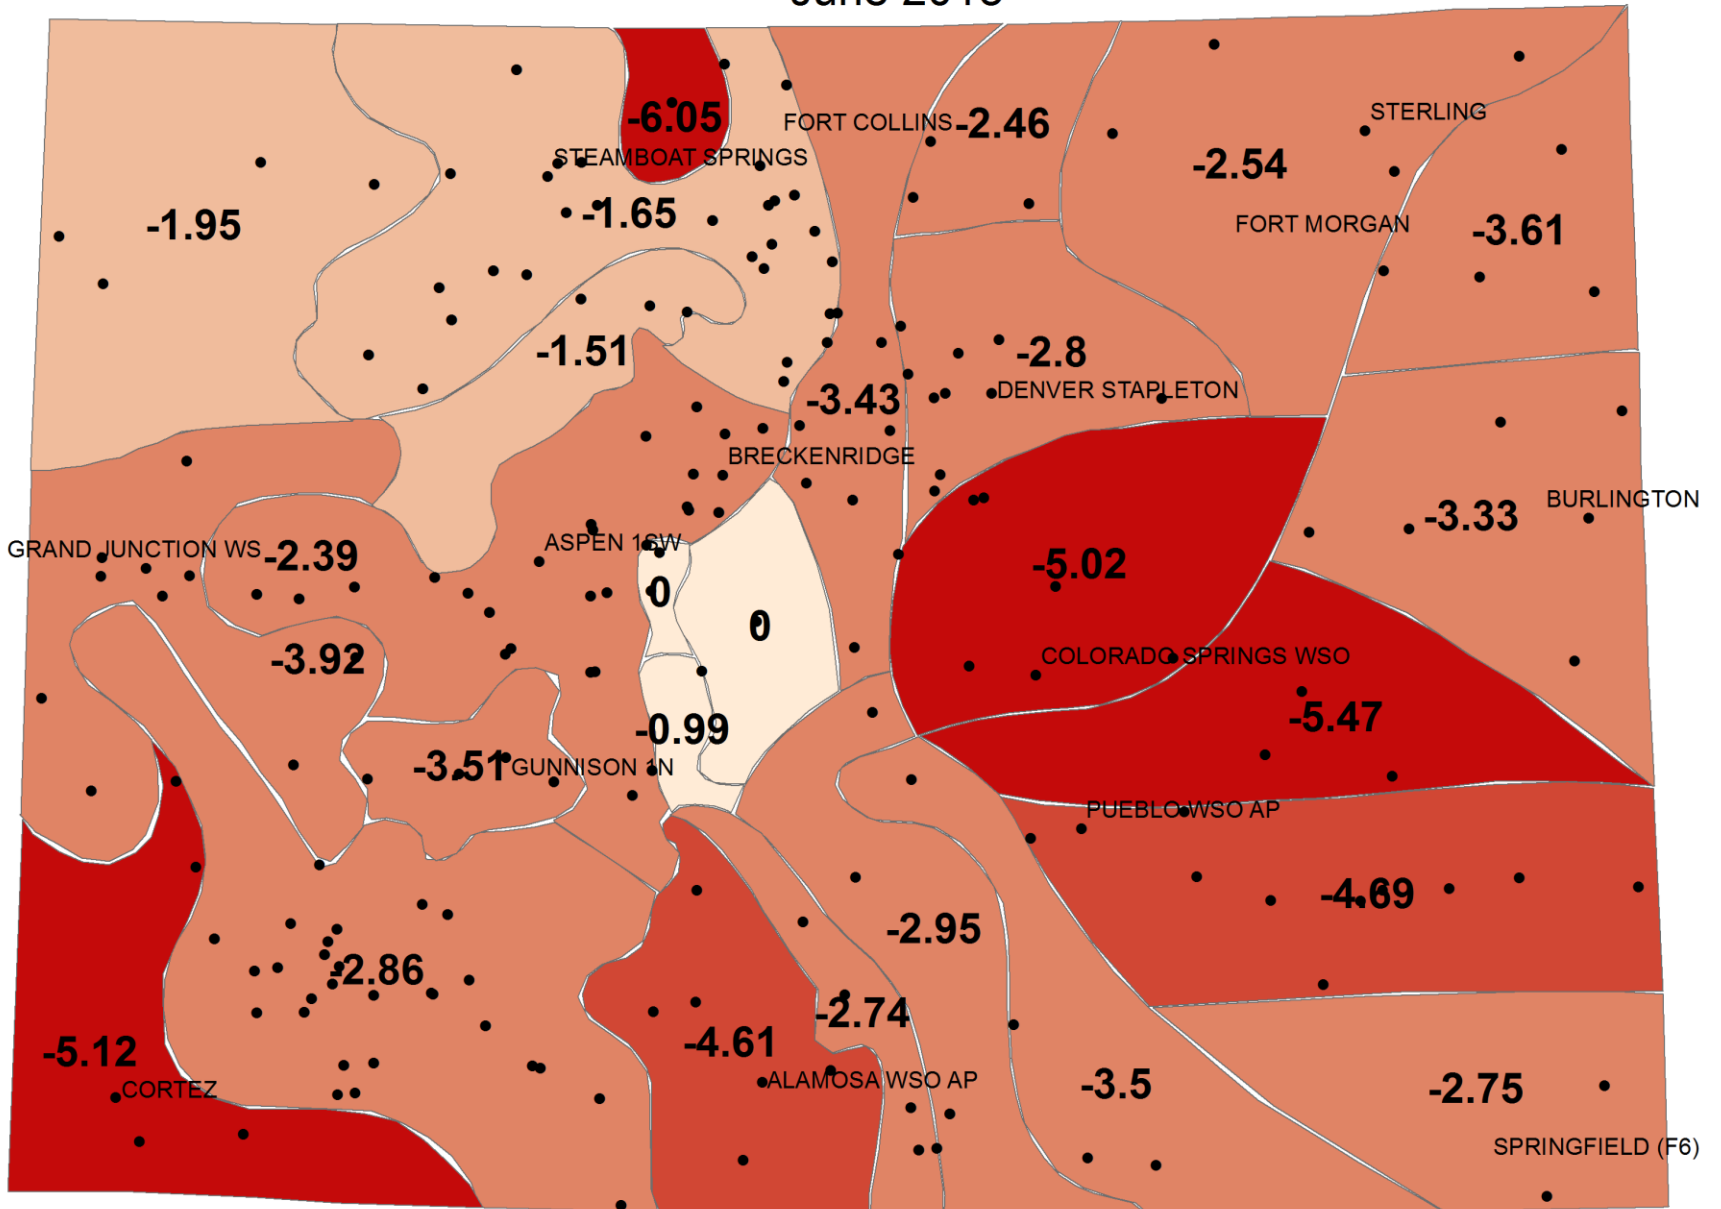 -6.05
FORT COLLINS
-2.46
STERLING
STEAMBOAT SPRINGS
-2.54
-1.95
-1.65
FORT MORGAN
-3.61
-1.51
-2.8
DENVER STAPLETON
-3.43
BRECKENRIDGE
BURLINGTON
-3.33
GRAND JUNCTION WS
-2.39
ASPEN 1SW
-5.02
0
0
-3.92
COLORADO SPRINGS WSO
-0.99
-5.47
-3.51
GUNNISON 1N
PUEBLO WSO AP
-4.69
-2.95
-2.86
-2.74
-5.12
-4.61
CORTEZ
ALAMOSA WSO AP
-3.5
-2.75
SPRINGFIELD (F6)